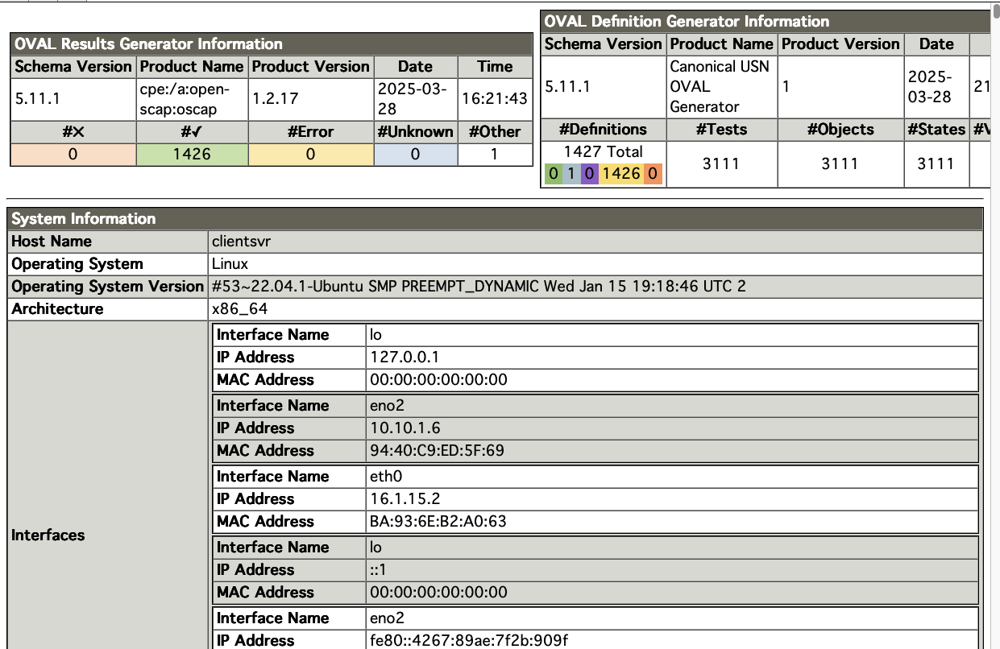 OVAL Results Generator Information
Schema Version Product Name Product Version Date Time
5.11.1 cpe:/a:open-scap:oscap 1.2.17 2025-03-28 16:21:43
#✕ #✓ #Error #Unknown #Other
0 1426 0 0 1
OVAL Definition Generator Information
Schema Version Product Name Product Version Date
5.11.1 Canonical USN OVAL Generator 1 2025-03-28 21
#Definitions #Tests #Objects #States #V
1427 Total 3111 3111 3111
0 1 0 1426 0
System Information
Host Name clientsvr
Operating System Linux
Operating System Version #53~22.04.1-Ubuntu SMP PREEMPT_DYNAMIC Wed Jan 15 19:18:46 UTC 2
Architecture x86_64
Interfaces
Interface Name lo
IP Address 127.0.0.1
MAC Address 00:00:00:00:00:00
Interface Name eno2
IP Address 10.10.1.6
MAC Address 94:40:C9:ED:5F:69
Interface Name eth0
IP Address 16.1.15.2
MAC Address BA:93:6E:B2:A0:63
Interface Name lo
IP Address ::1
MAC Address 00:00:00:00:00:00
Interface Name eno2
IP Address fe80::4267:89ae:7f2b:909f